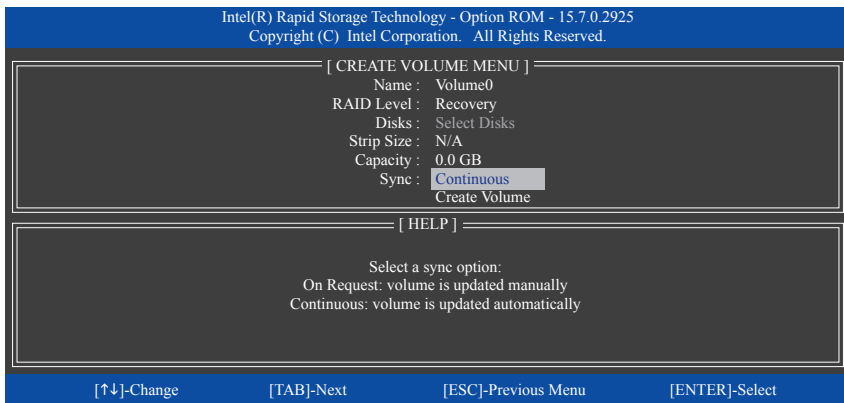 Intel(R) Rapid Storage Technology - Option ROM - 15.7.0.2925
Copyright (C) Intel Corporation. All Rights Reserved.
[ CREATE VOLUME MENU ]
Name : Volume0
RAID Level : Recovery
Disks : Select Disks
Strip Size : N/A
Capacity : 0.0 GB
Sync : Continuous
Create Volume
[ HELP ]
Select a sync option:
On Request: volume is updated manually
Continuous: volume is updated automatically
[↑↓]-Change [TAB]-Next [ESC]-Previous Menu [ENTER]-Select